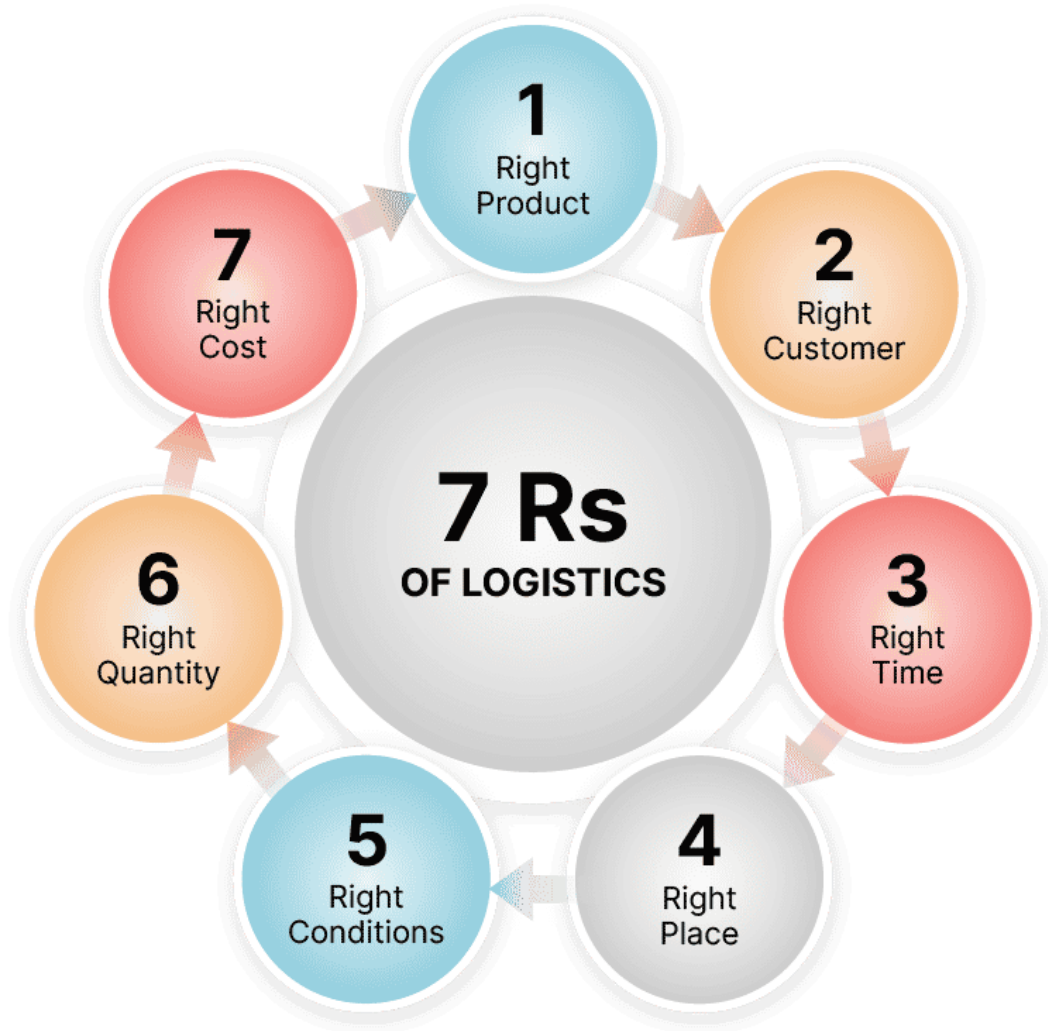 1
Right
Product
2
Right
Customer
3
Right
Time
4
Right
Place
5
Right
Conditions
6
Right
Quantity
7
Right
Cost
7 Rs
OF LOGISTICS